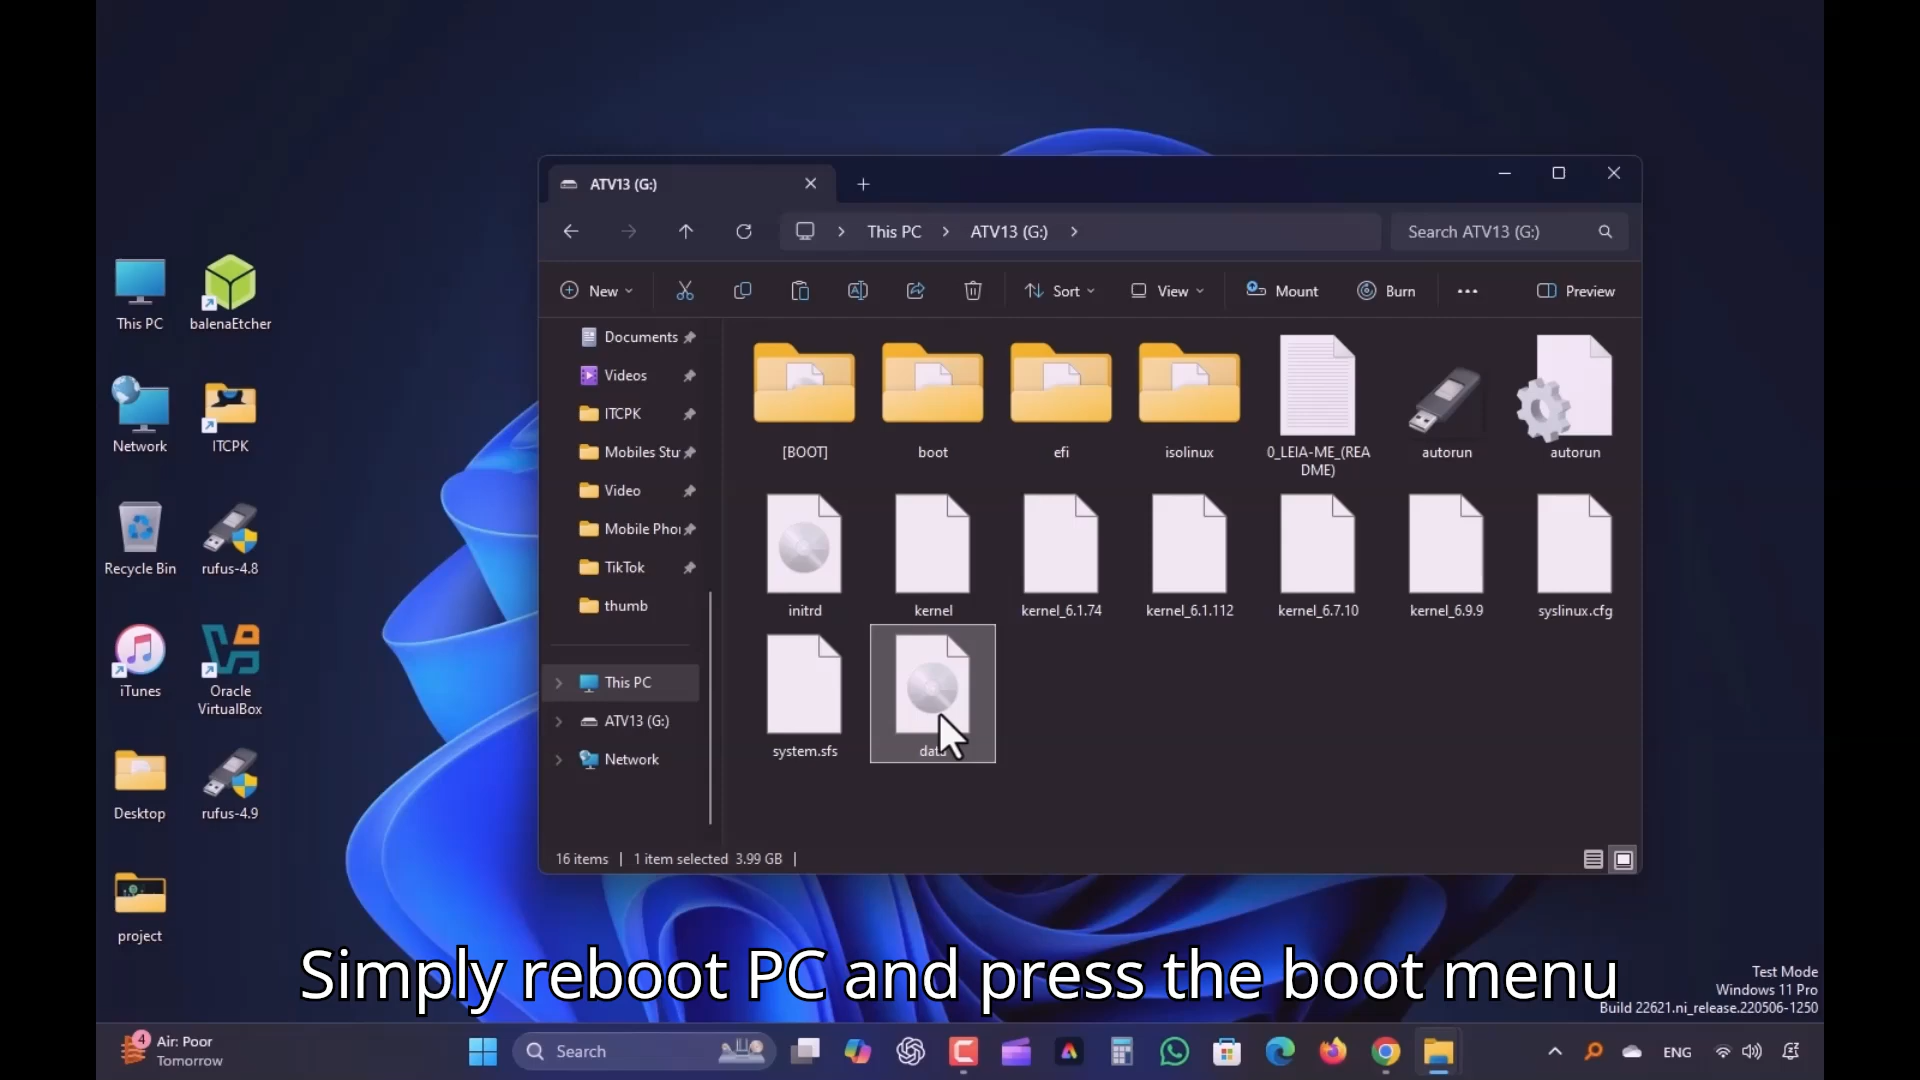 ATV13 (G:)
This PC
ATV13 (G:)
Search ATV13 (G:)
New
Sort
View
Mount
Burn
Preview
Documents
Videos
ITCPK
Mobiles Stu
Video
Mobile Pho
TikTok
thumb
This PC
ATV13 (G:)
Network
[BOOT]
boot
efi
isolinux
0_LEIA-ME_(REA
DME)
autorun
autorun
initrd
kernel
kernel_6.1.74
kernel_6.1.112
kernel_6.7.10
kernel_6.9.9
syslinux.cfg
system.sfs
data
16 items
1 item selected 3.99 GB
This PC
balenaEtcher
Network
ITCPK
Recycle Bin
rufus-4.8
iTunes
Oracle
VirtualBox
Desktop
rufus-4.9
project
Simply reboot PC and press the boot menu
Test Mode
Windows 11 Pro
Build 22621.ni_release.220506-1250
4
Air: Poor
Tomorrow
Search
ENG